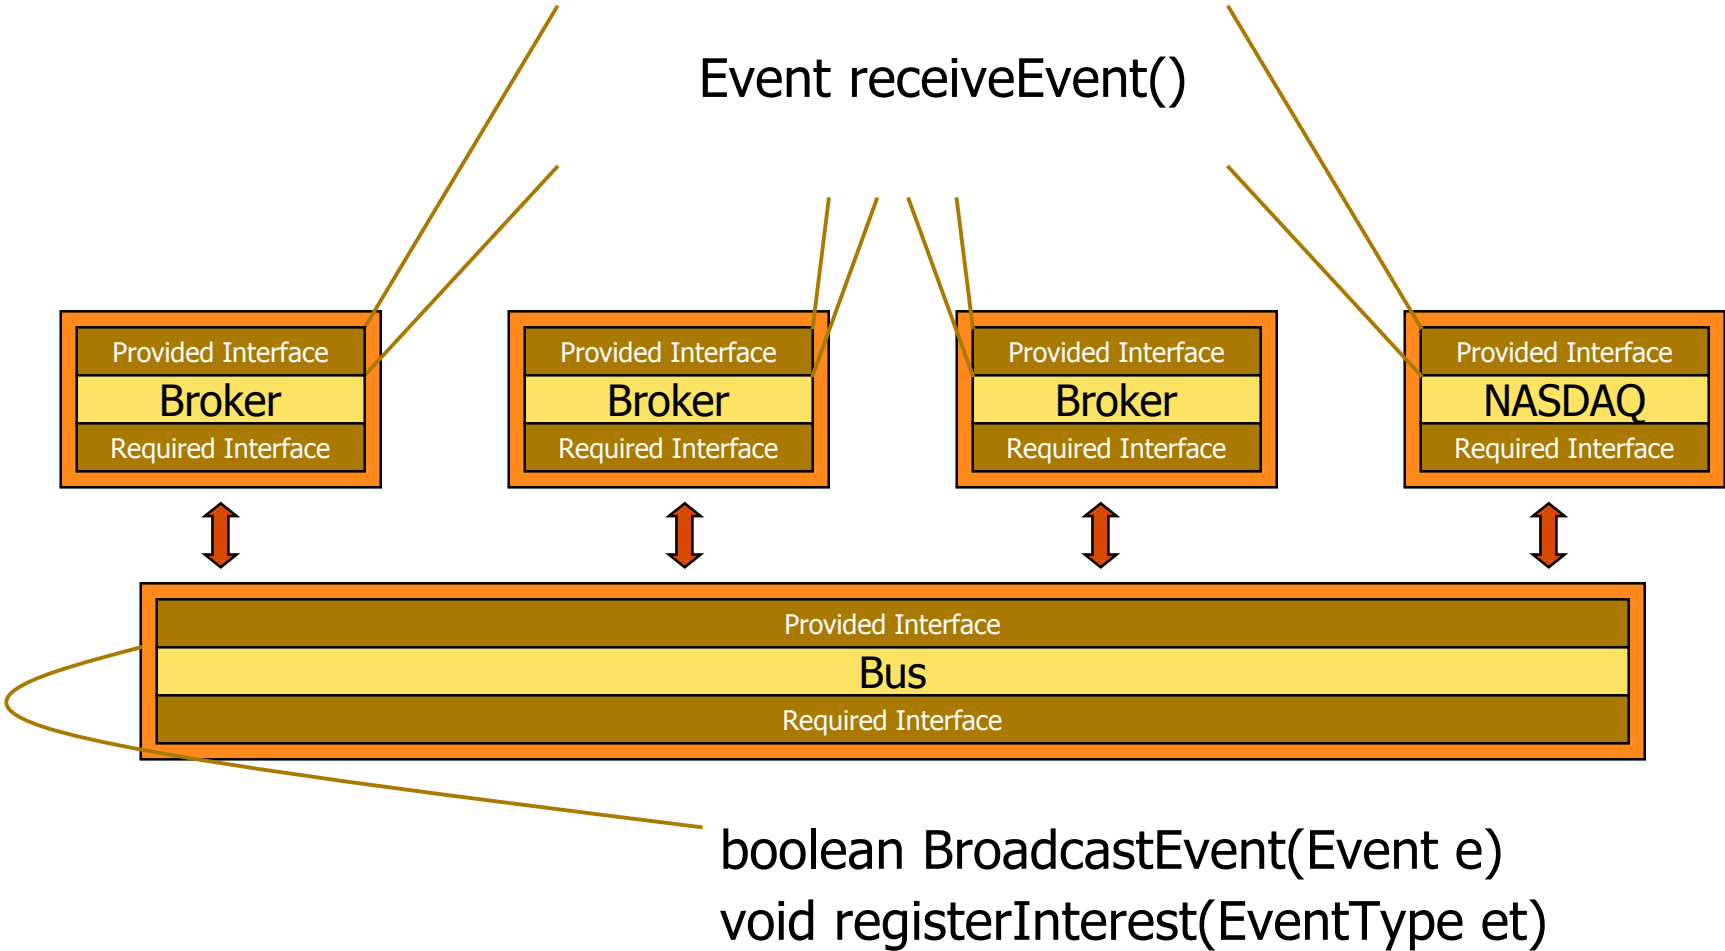 Event receiveEvent()
Provided Interface
Broker
Required Interface
Provided Interface
Broker
Required Interface
Provided Interface
Broker
Required Interface
Provided Interface
NASDAQ
Required Interface
Provided Interface
Bus
Required Interface
boolean BroadcastEvent(Event e)
void registerInterest(EventType et)